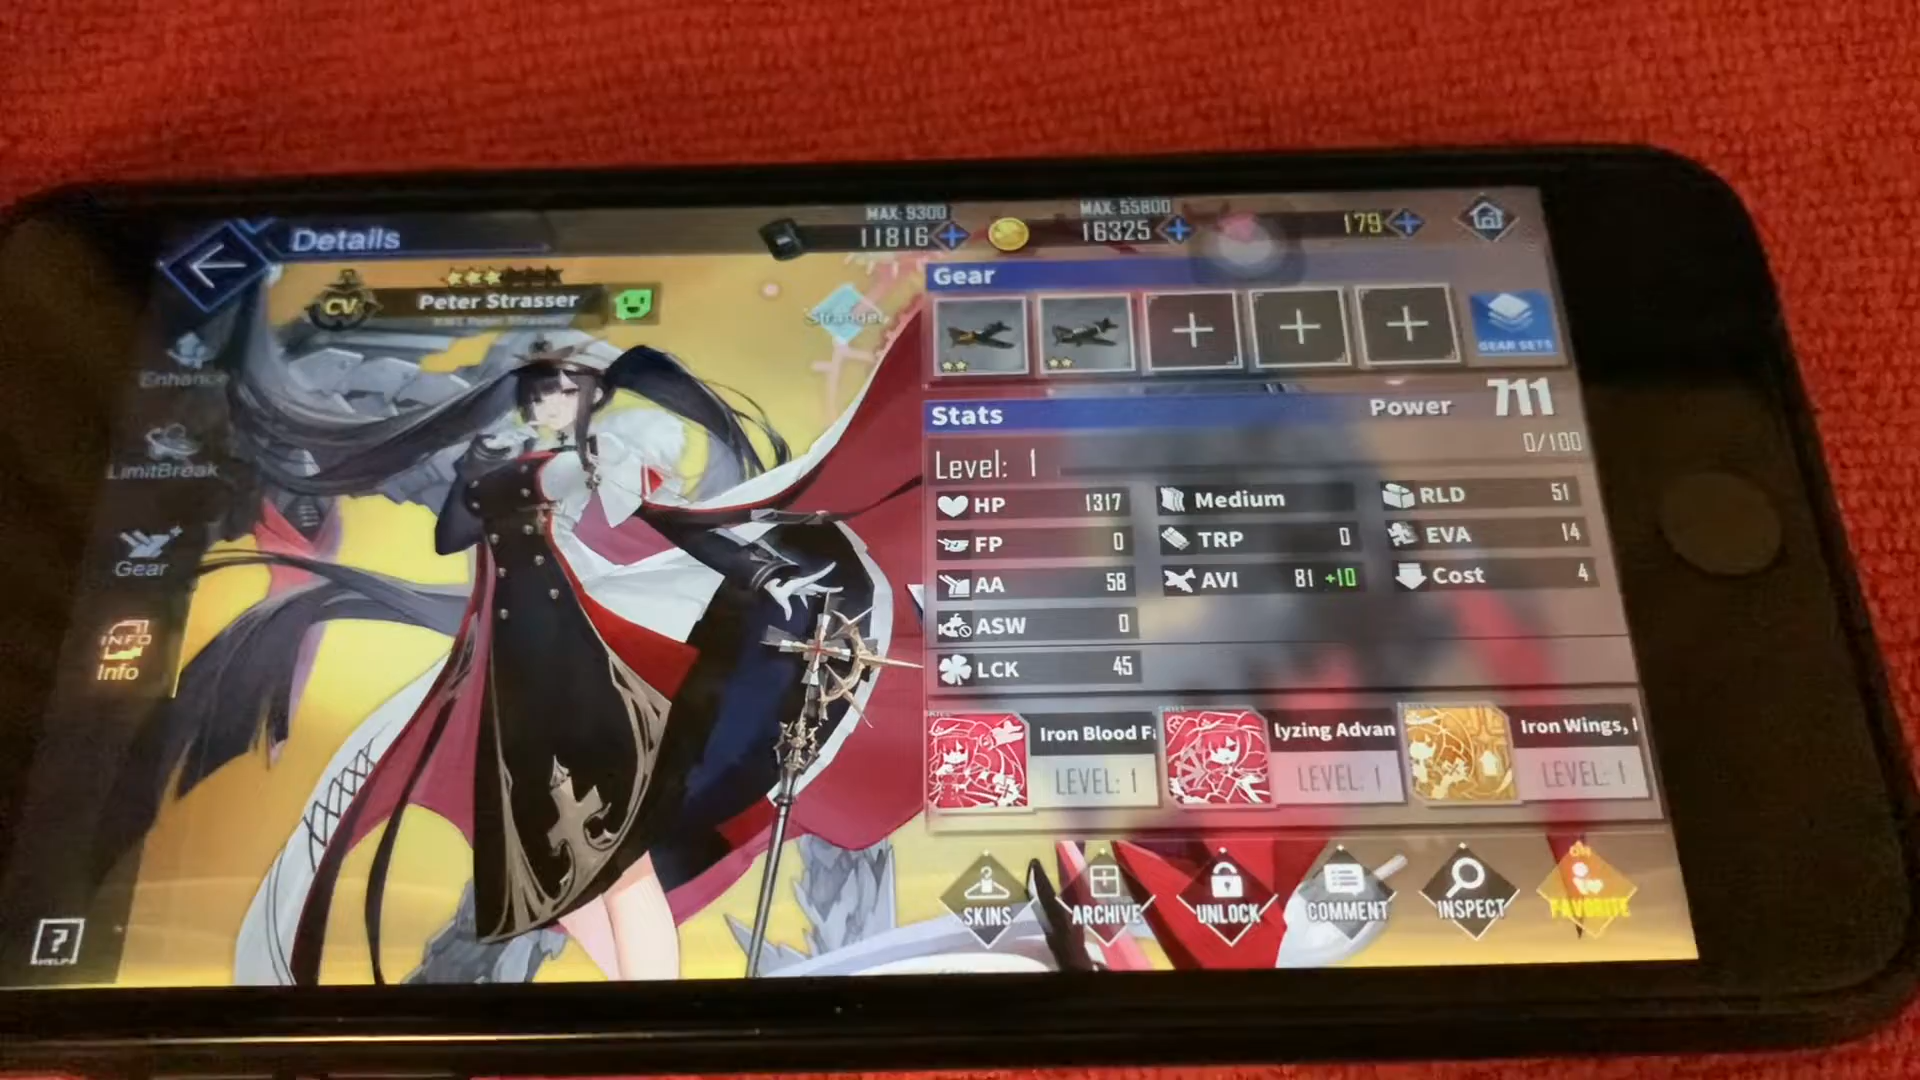 Details
MAX: 9300
11816
MAX: 55800
16325
179
CV
Peter Strasser
Stranger
Enhance
LimitBreak
Gear
INFO
Info
HELP
Gear
GEAR SETS
Stats
Power 711
0/100
Level: 1
HP 1317
Medium
RLD 51
FP 0
TRP 0
EVA 14
AA 58
AVI 81 +10
Cost 4
ASW 0
LCK 45
Iron Blood F
LEVEL: 1
lyzing Advan
LEVEL: 1
Iron Wings,
LEVEL: 1
SKINS
ARCHIVE
UNLOCK
COMMENT
INSPECT
ON
FAVORITE